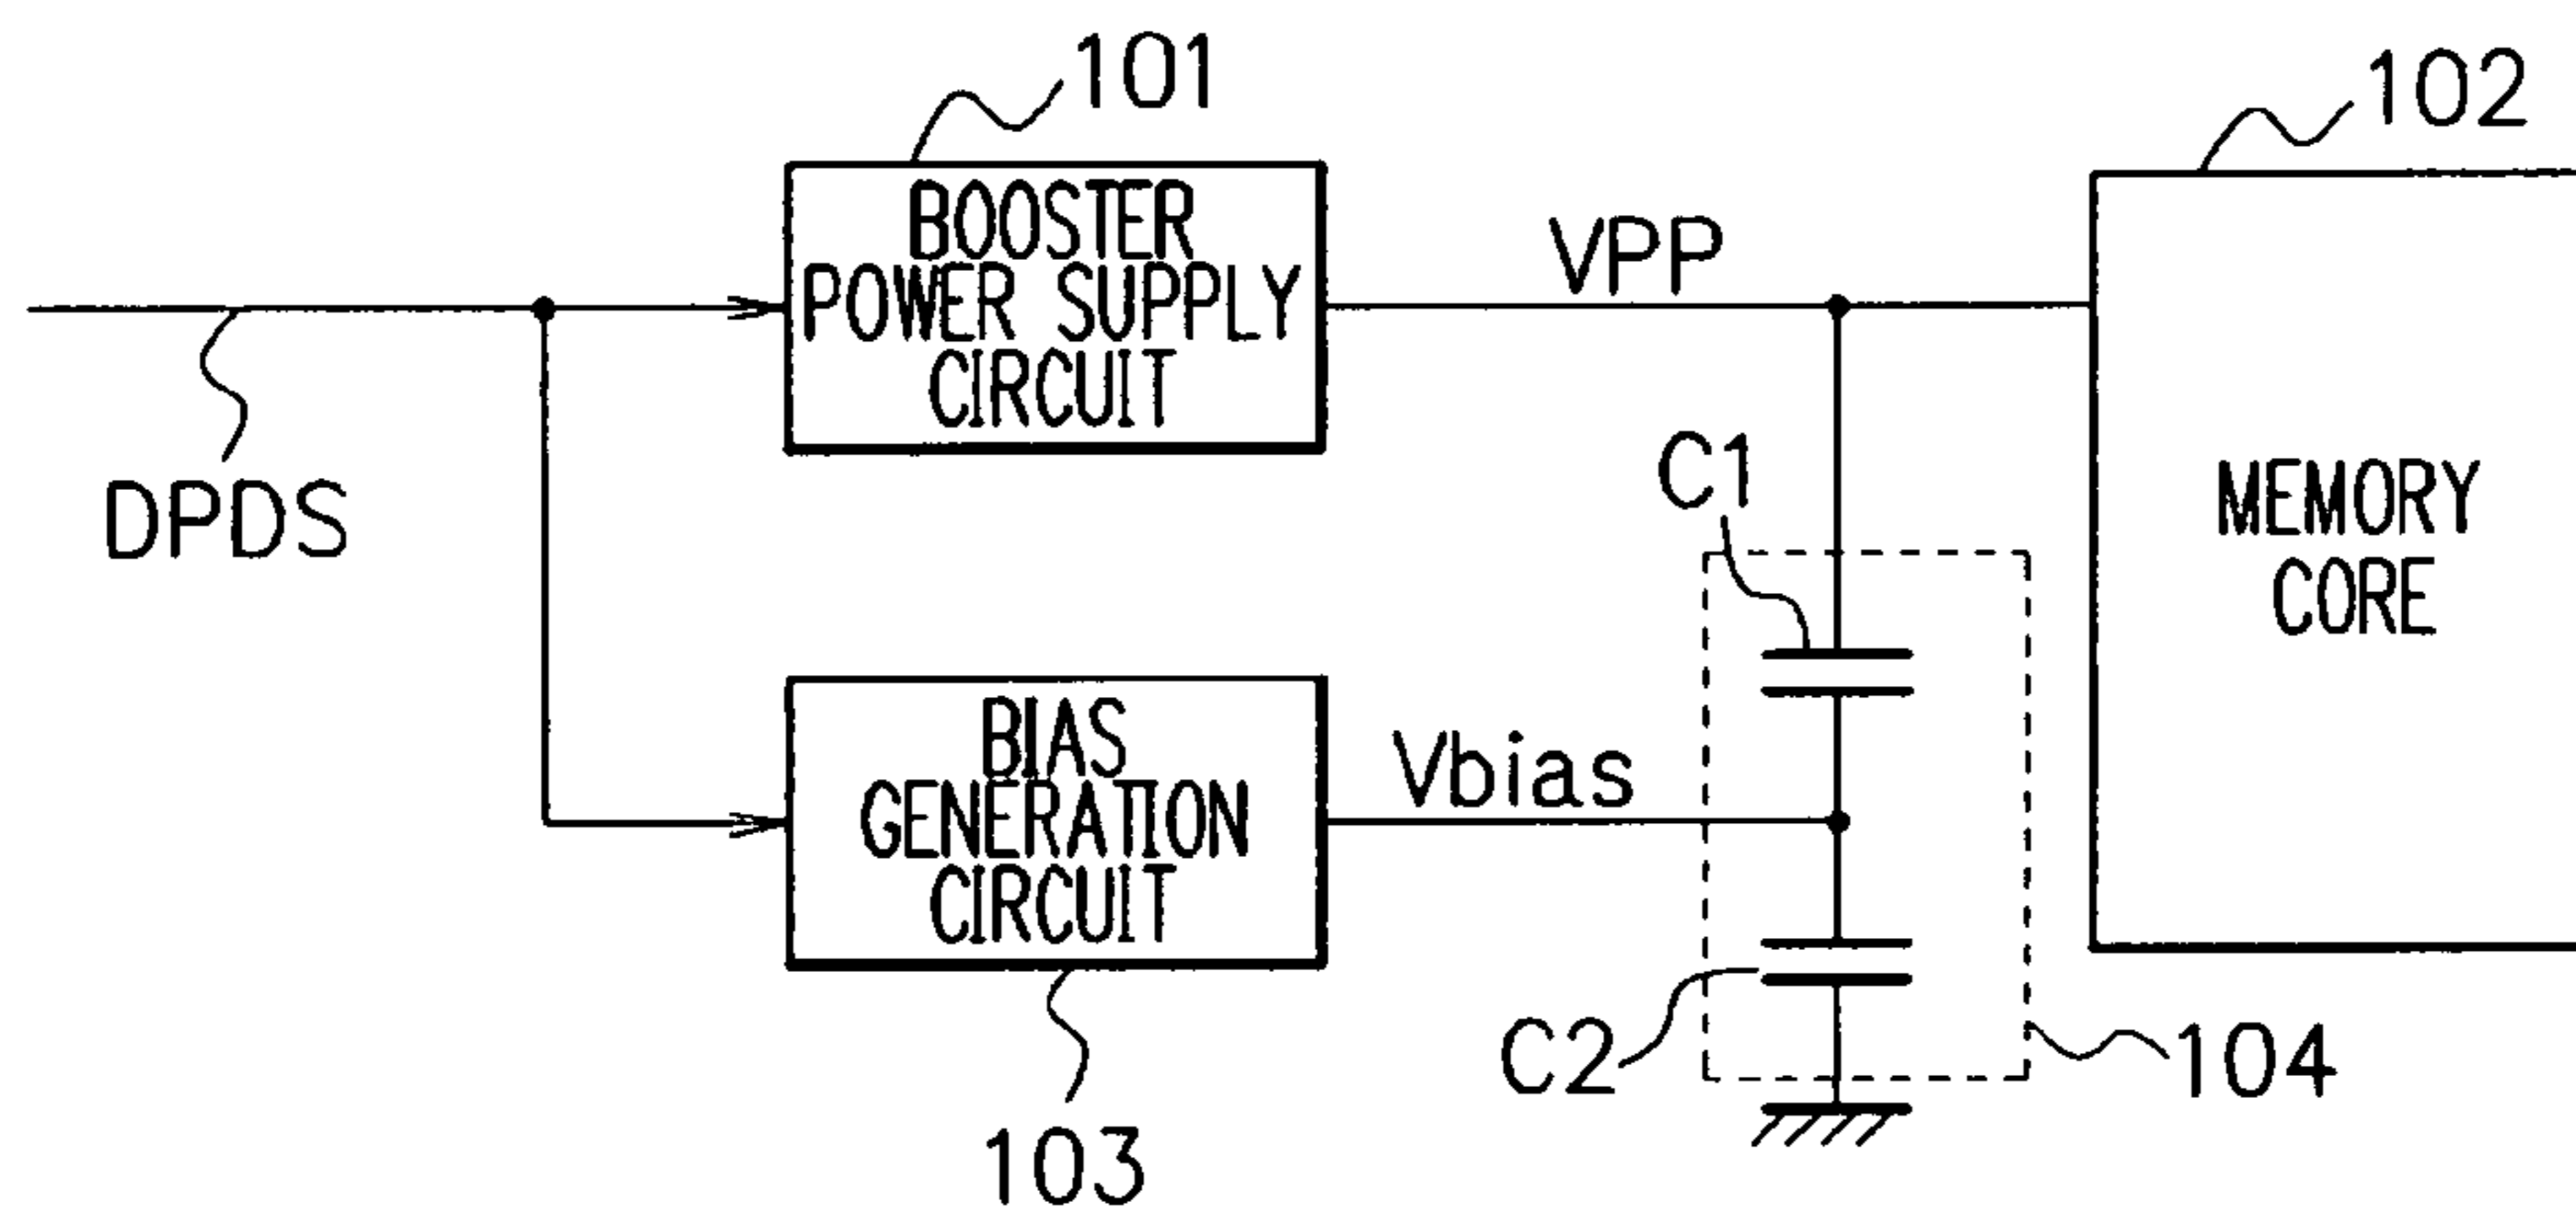 101
102
BOOSTER
POWER SUPPLY
CIRCUIT
VPP
DPDS
C1
MEMORY
CORE
BIAS
GENERATION
CIRCUIT
Vbias
C2
104
103